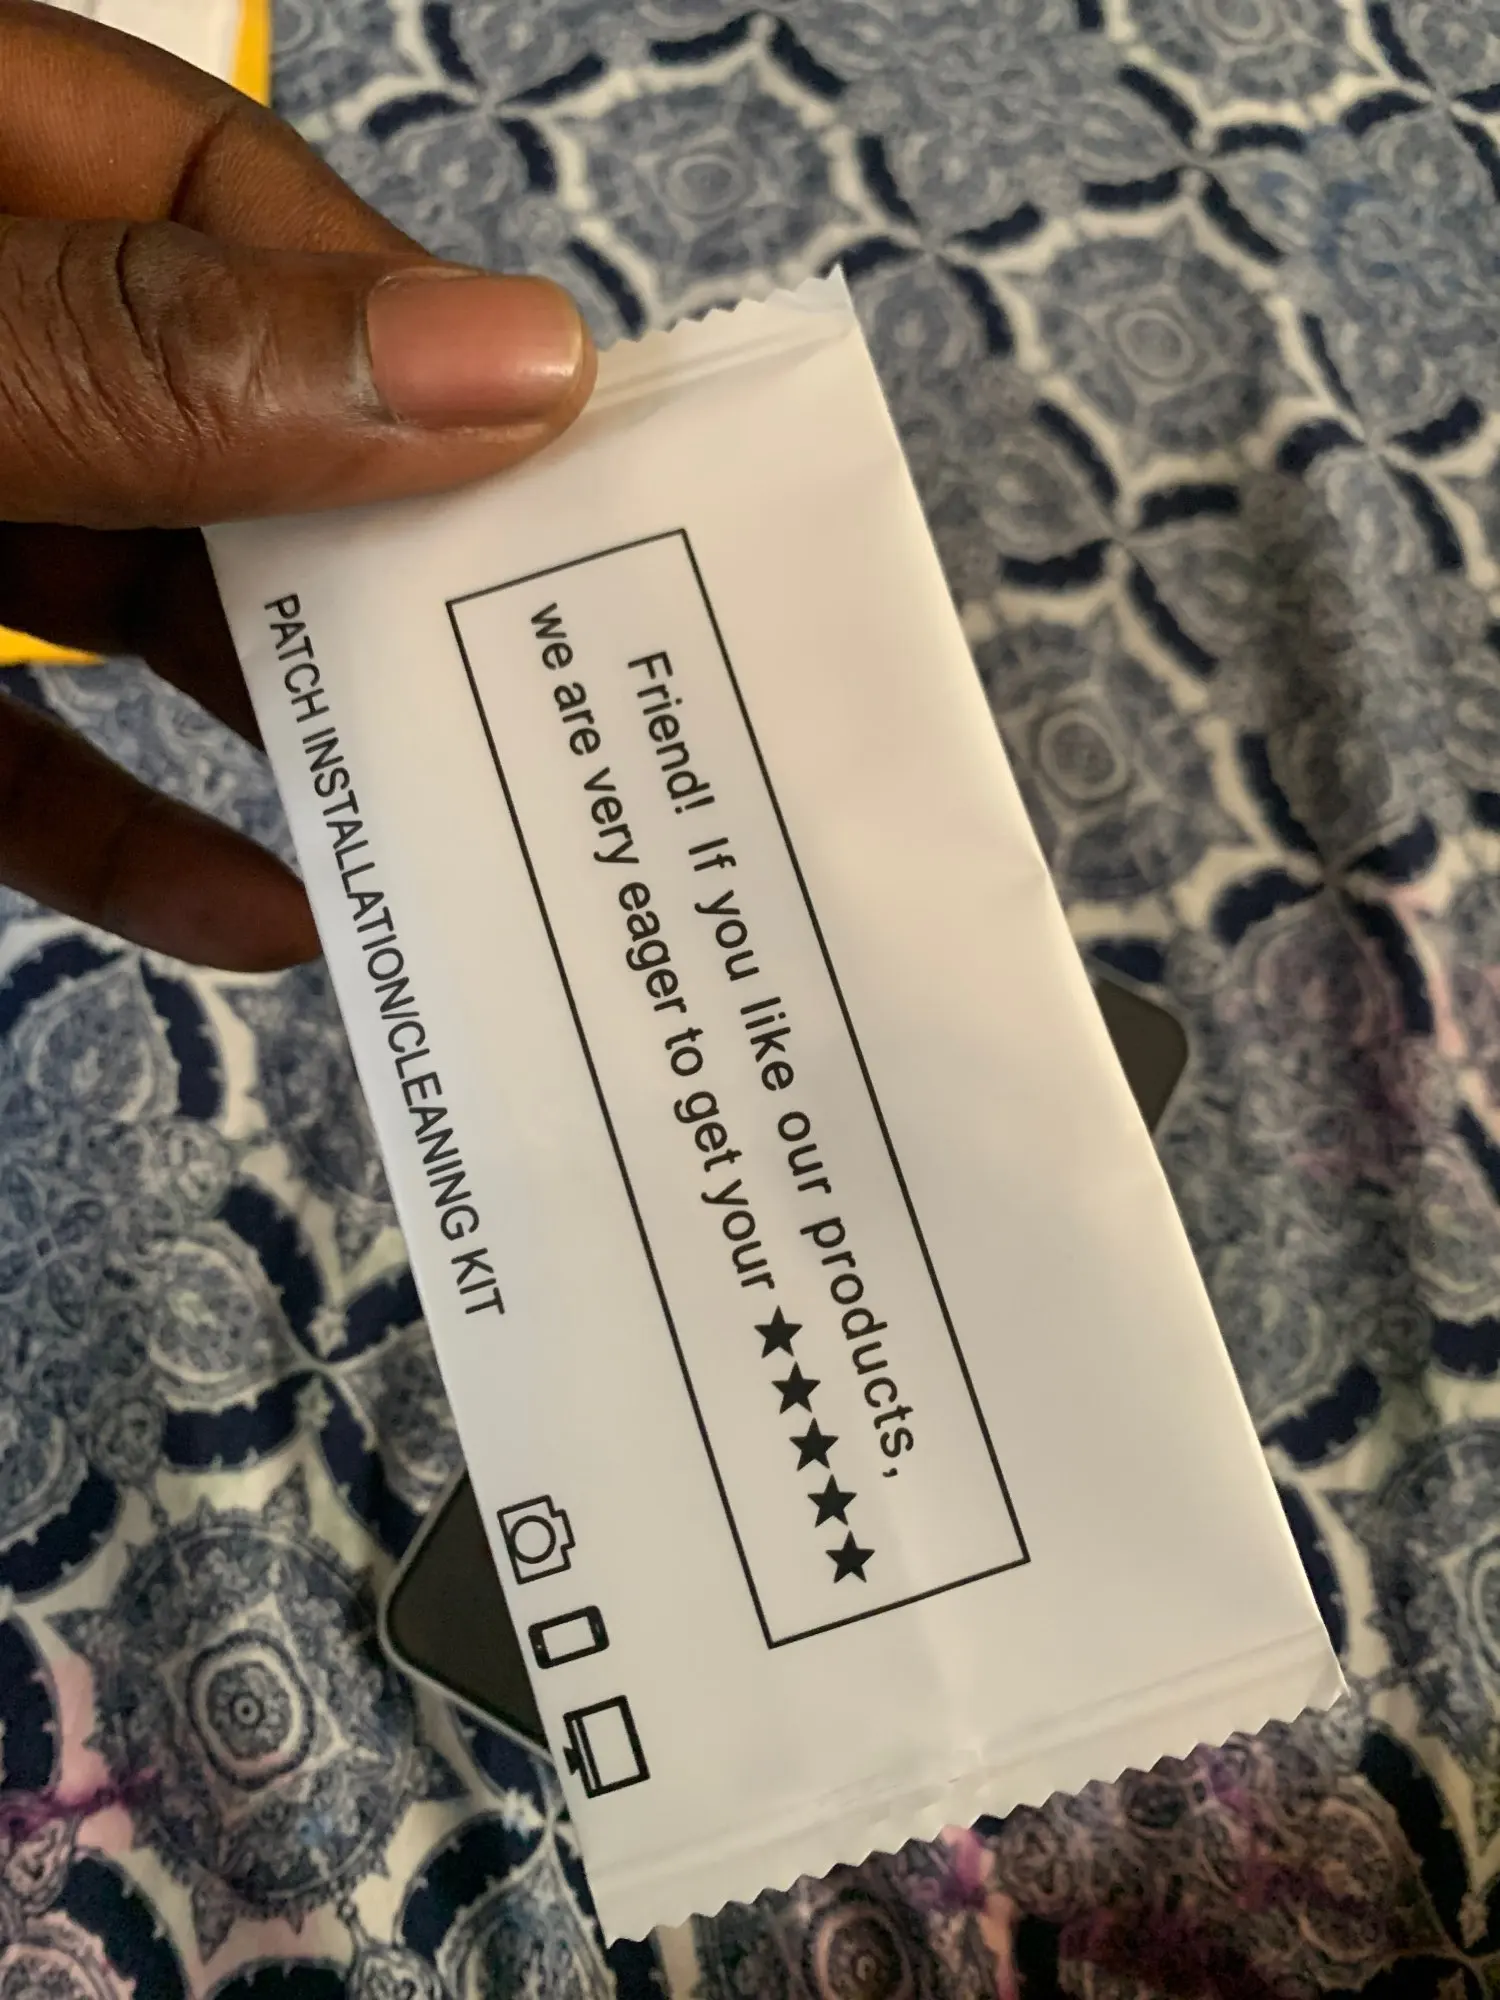 Friend! If you like our products,
we are very eager to get your ★★★★★
PATCH INSTALLATION/CLEANING KIT